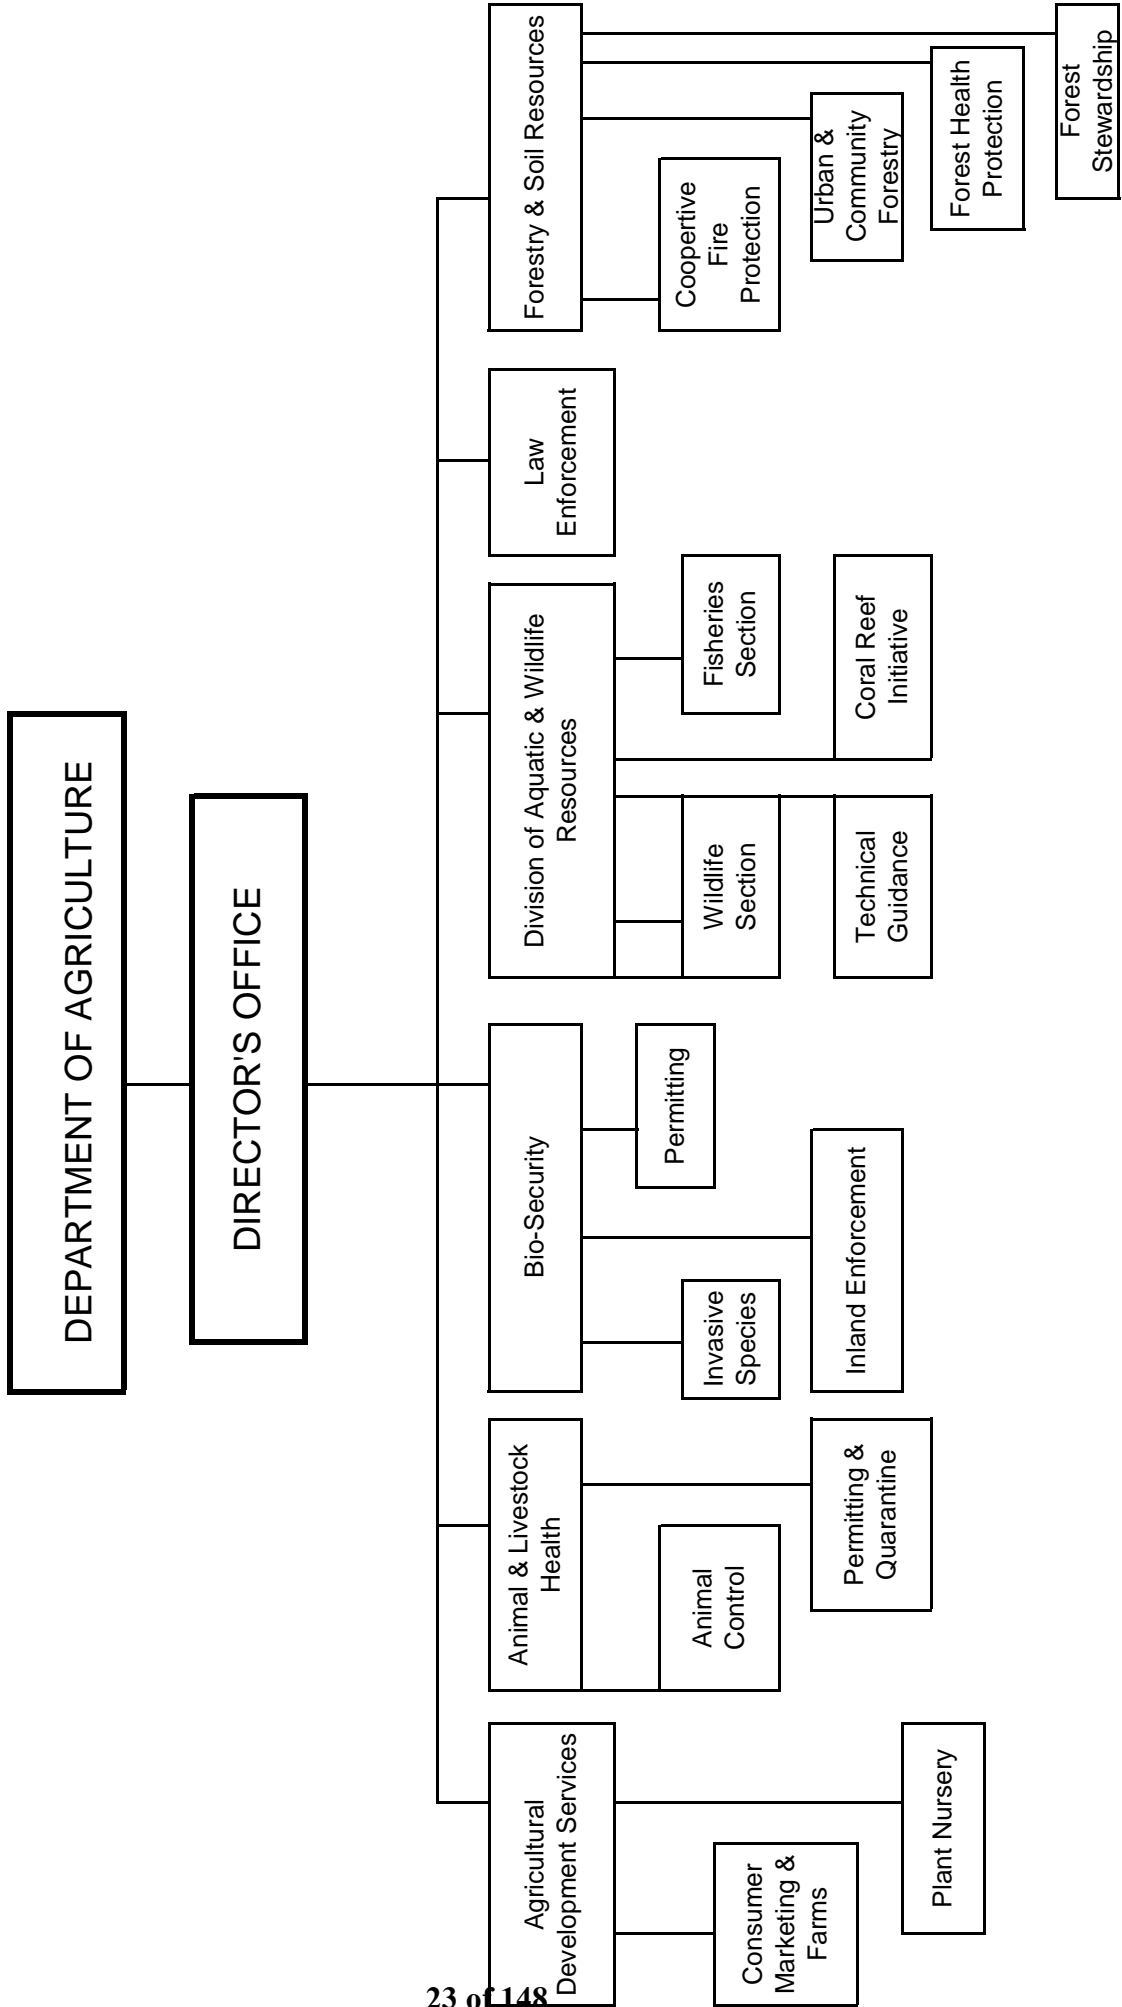 DEPARTMENT OF AGRICULTURE
DIRECTOR'S OFFICE
Agricultural
Development Services
Consumer
Marketing &
Farms
Plant Nursery
Animal & Livestock
Health
Animal
Control
Permitting &
Quarantine
Bio-Security
Invasive
Species
Inland Enforcement
Permitting
Division of Aquatic & Wildlife
Resources
Wildlife
Section
Technical
Guidance
Fisheries
Section
Coral Reef
Initiative
Law
Enforcement
Forestry & Soil Resources
Coopertive
Fire
Protection
Urban &
Community
Forestry
Forest Health
Protection
Forest
Stewardship
23 of 148